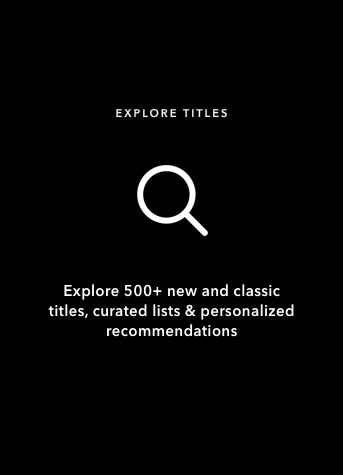 EXPLORE TITLES
Explore 500+ new and classic
titles, curated lists & personalized
recommendations